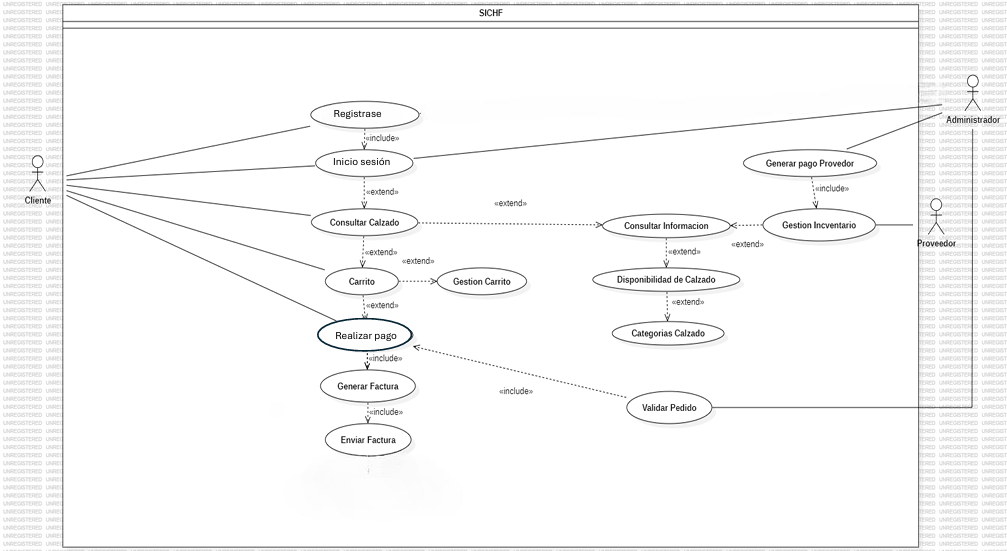 SICHF
Registrase
«include»
Inicio sesión
«extend»
Consultar Calzado
«extend»
«extend»
«extend»
Carrito
Gestion Carrito
«extend»
Realizar pago
«include»
Generar Factura
«include»
Enviar Factura
Cliente
Administrador
Generar pago Provedor
«include»
Gestion Incventario
Proveedor
«extend»
Consultar Informacion
«extend»
Disponibilidad de Calzado
«extend»
Categorias Calzado
«include»
Validar Pedido
UNREGISTERED